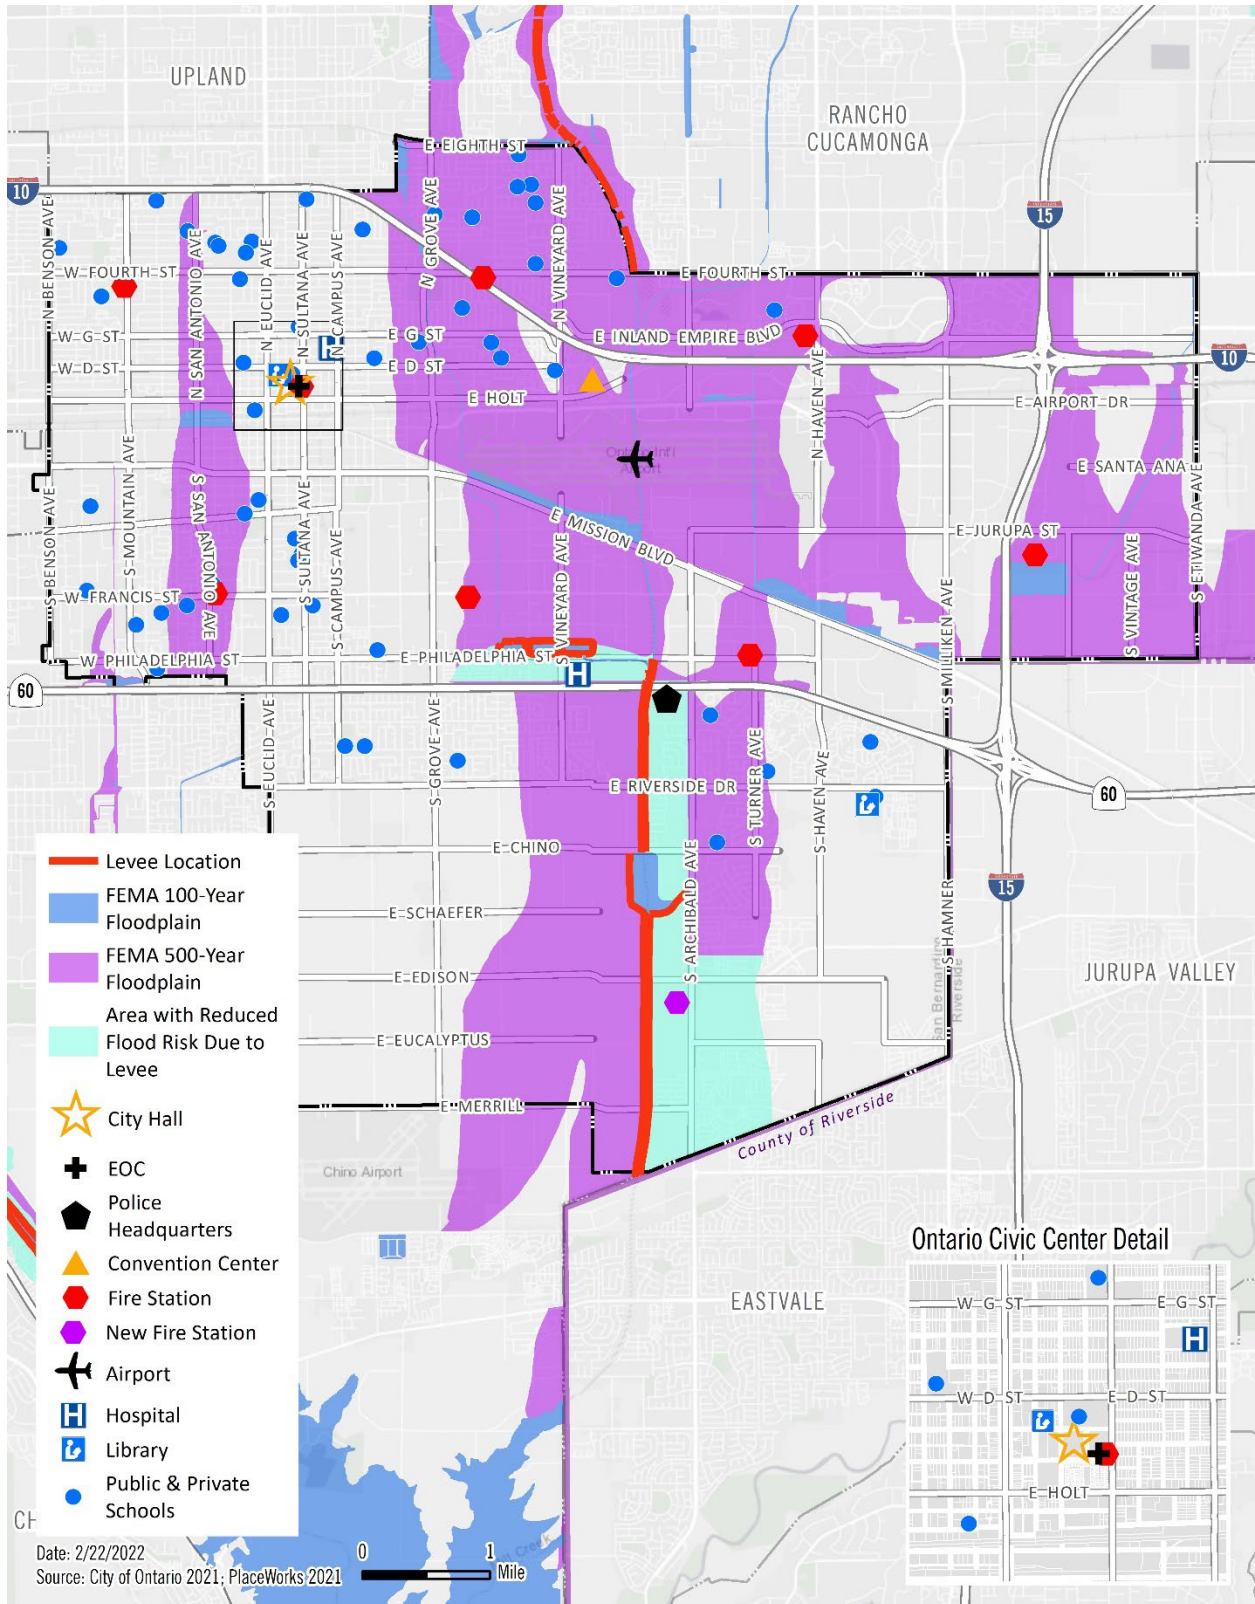 UPLAND
RANCHO
CUCAMONGA
E EIGHTH ST
10
15
N BENSON AVE
N SAN ANTONIO AVE
N EUCLID AVE
N SULTANA AVE
N CAMPUS AVE
N GROVE AVE
N VINEYARD AVE
W FOURTH ST
E FOURTH ST
W G ST
E G ST
E INLAND EMPIRE BLVD
W D ST
E D ST
10
E HOLT
N HAVEN AVE
E AIRPORT DR
Ontario Intl
Airport
E SANTA ANA
S BENSON AVE
S MOUNTAIN AVE
S SAN ANTONIO AVE
S SULTANA AVE
S CAMPUS AVE
E MISSION BLVD
E JURUPA ST
S VINEYARD AVE
S VINTAGE AVE
S ETIWANDA AVE
W FRANCIS ST
S MILLIKEN AVE
W PHILADELPHIA ST
E PHILADELPHIA ST
60
S EUCLID AVE
S GROVE AVE
S TURNER AVE
S HAVEN AVE
E RIVERSIDE DR
60
E CHINO
15
S ARCHIBALD AVE
S HAMNER
E SCHAEFER
E EDISON
San Bernardino
Riverside
JURUPA VALLEY
E EUCALYPTUS
E MERRILL
County of Riverside
Chino Airport
EASTVALE
Levee Location
FEMA 100-Year
Floodplain
FEMA 500-Year
Floodplain
Area with Reduced
Flood Risk Due to
Levee
City Hall
EOC
Police
Headquarters
Convention Center
Fire Station
New Fire Station
Airport
H
Hospital
Library
Public & Private
Schools
CH
Date: 2/22/2022
Source: City of Ontario 2021; PlaceWorks 2021
0 1
Mile
Creek
Ontario Civic Center Detail
W G ST
E G ST
H
W D ST
E D ST
E HOLT
H
H